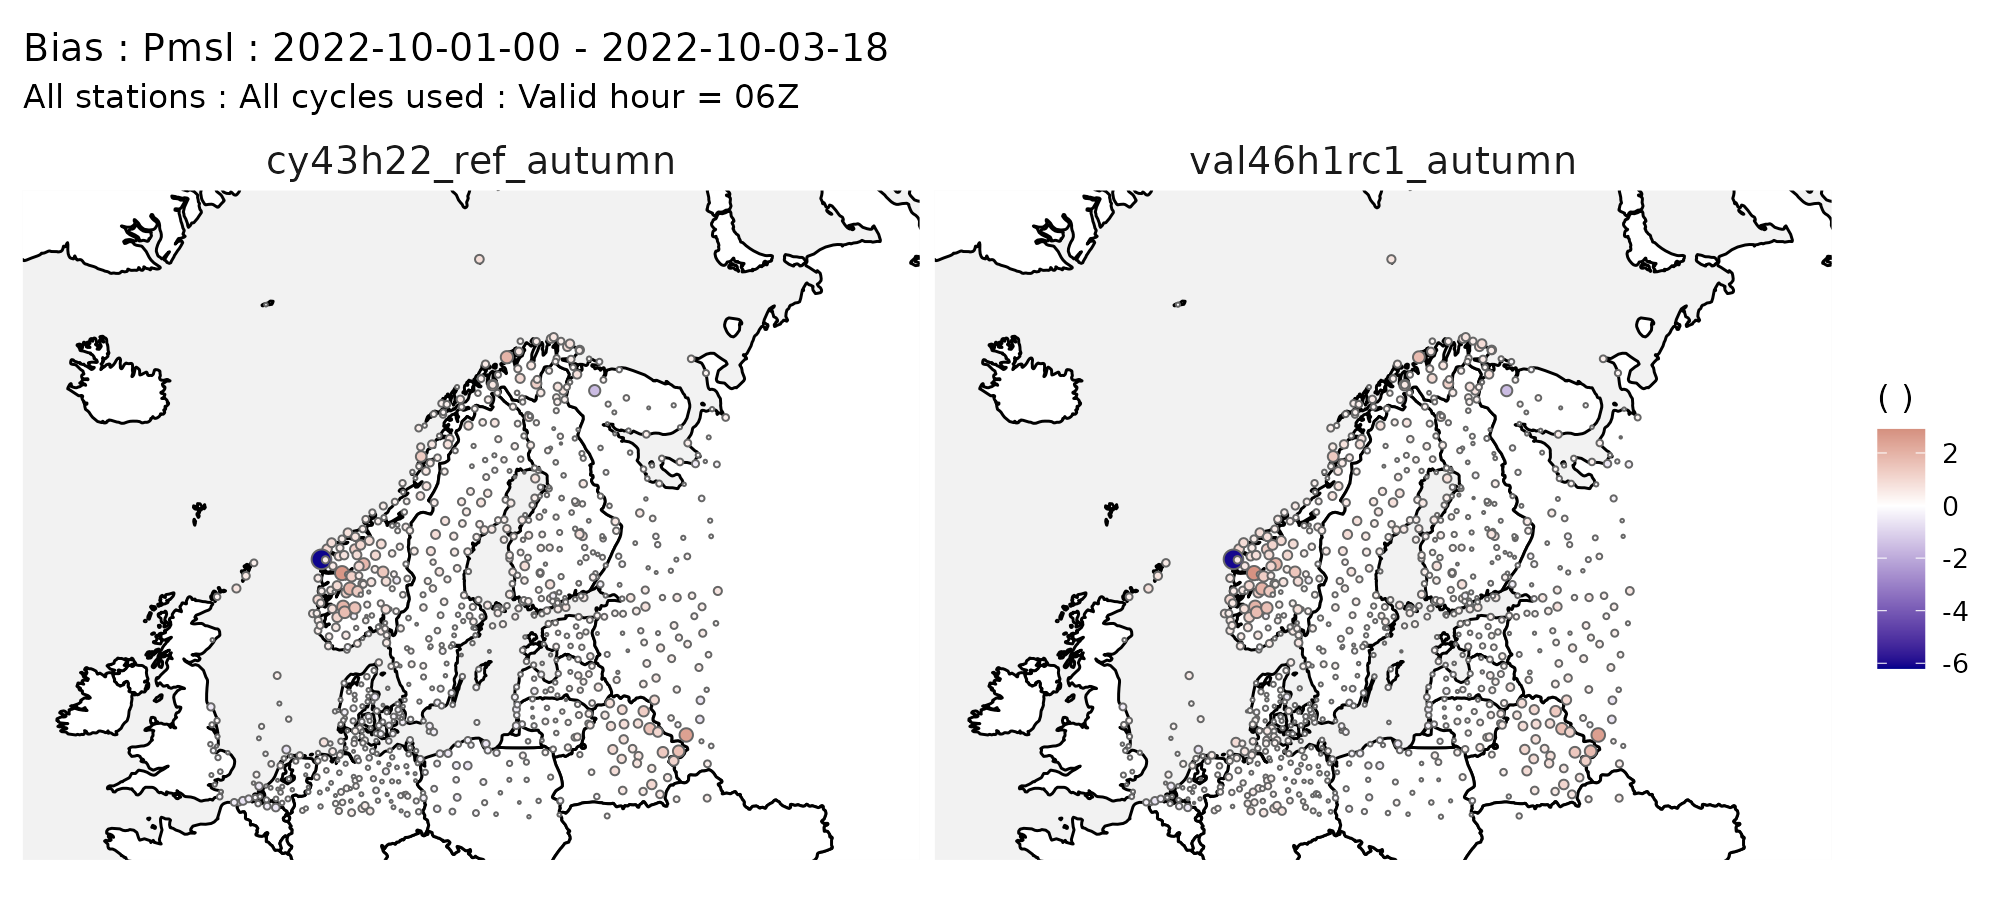 Bias : Pmsl : 2022-10-01-00 - 2022-10-03-18
All stations : All cycles used : Valid hour = 06Z
cy43h22_ref_autumn
val46h1rc1_autumn
( )
2
0
-2
-4
-6